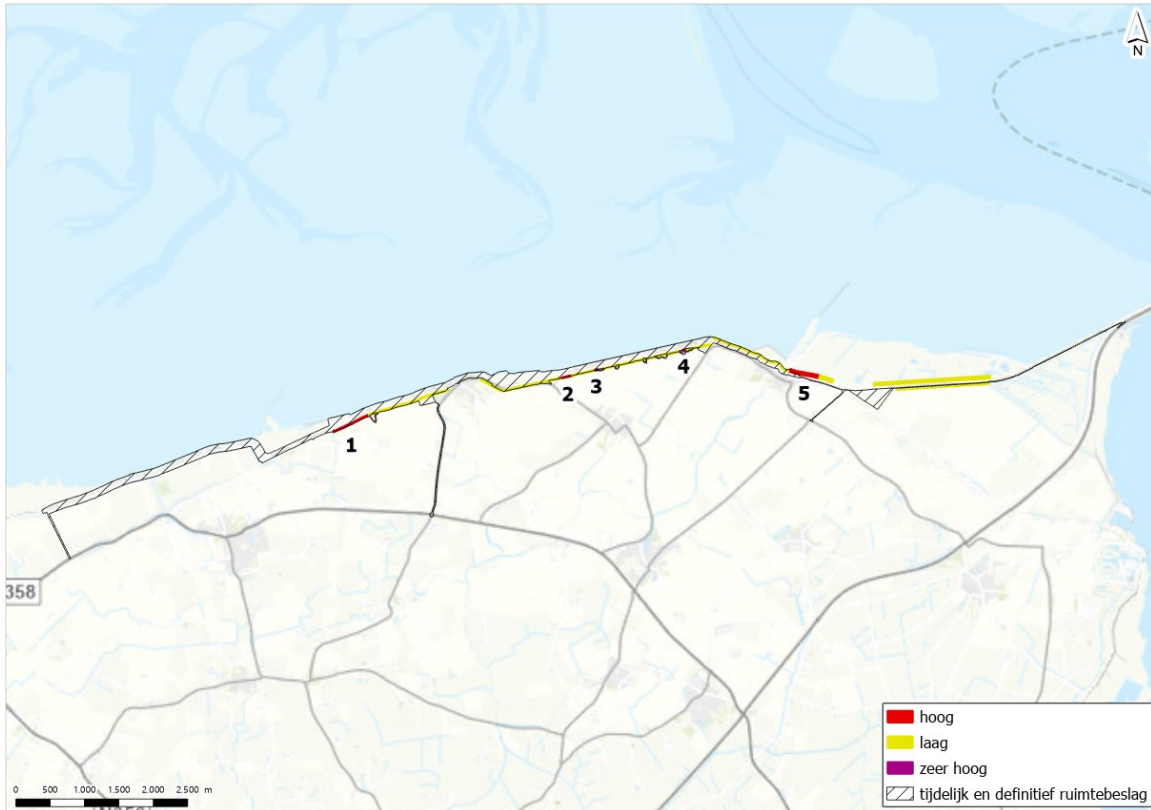 N
1
2
3
4
5
358
hoog
laag
zeer hoog
tijdelijk en definitief ruimtebeslag
0 500 1.000 1.500 2.000 2.500 m